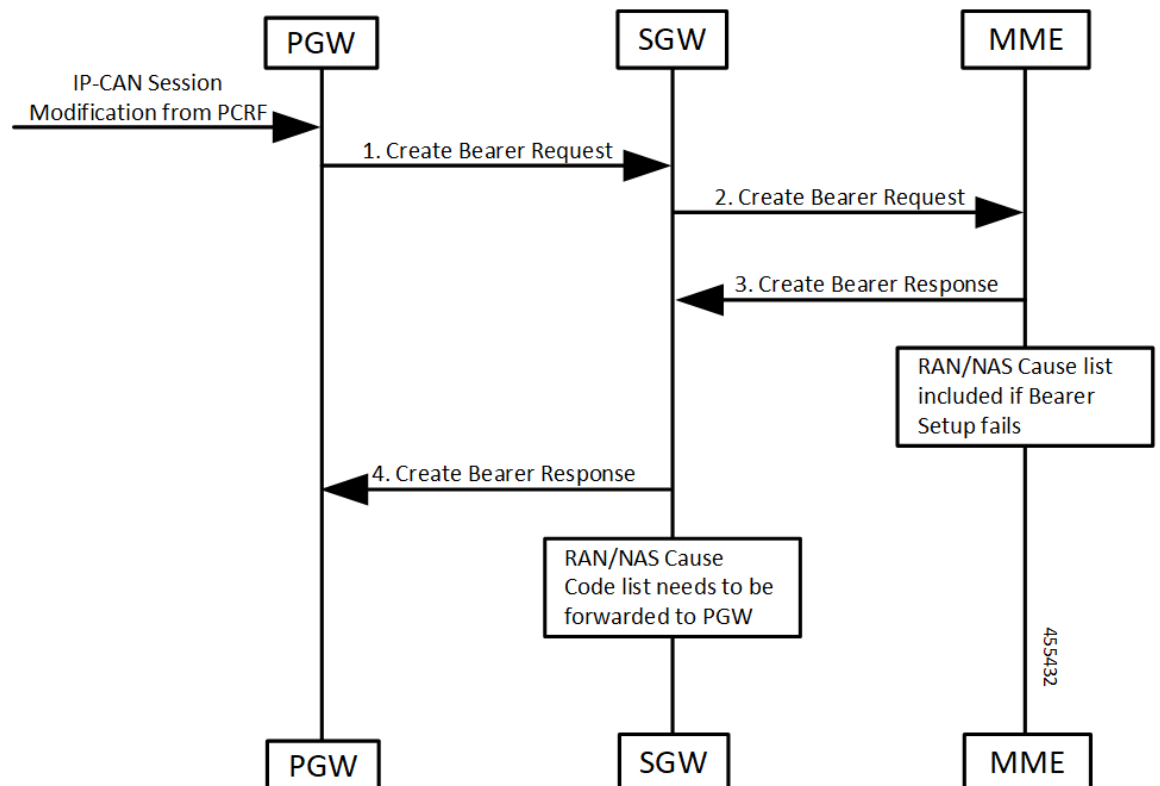 PGW
SGW
MME
IP-CAN Session
Modification from PCRF
1. Create Bearer Request
2. Create Bearer Request
3. Create Bearer Response
RAN/NAS Cause list
included if Bearer
Setup fails
4. Create Bearer Response
RAN/NAS Cause
Code list needs to be
forwarded to PGW
455432
PGW
SGW
MME